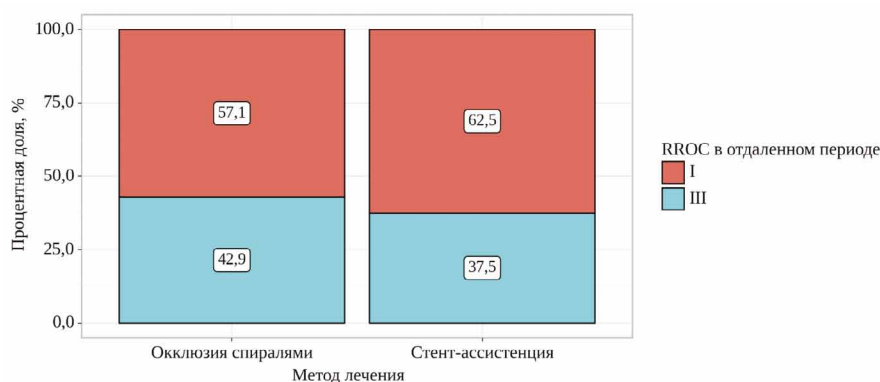 100,0
75,0
50,0
25,0
0,0
Процентная доля, %
57,1
62,5
42,9
37,5
Окклюзия спиралями
Стент-ассистенция
Метод лечения
RROC в отдаленном периоде
I
III